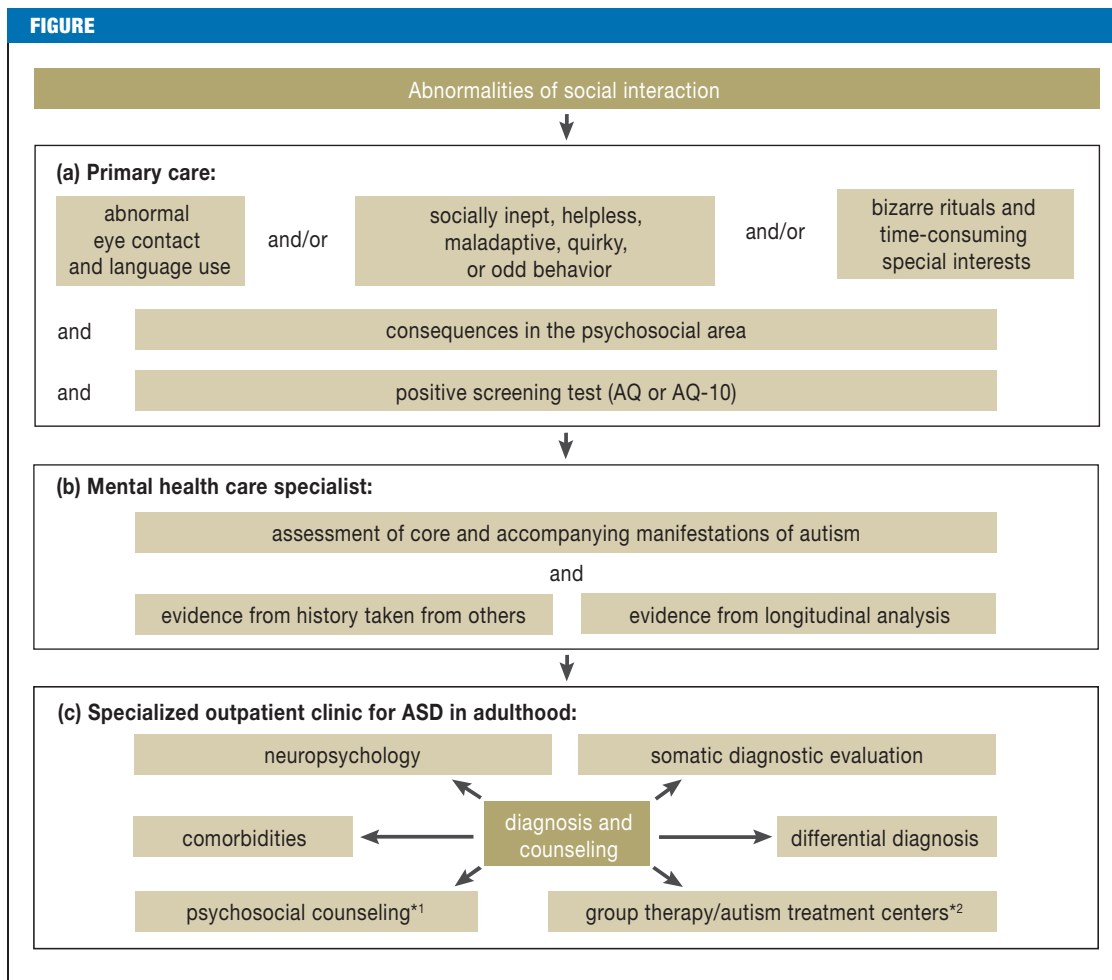 FIGURE
Abnormalities of social interaction
(a) Primary care:
abnormal
eye contact
and language use
and/or
socially inept, helpless,
maladaptive, quirky,
or odd behavior
and/or
bizarre rituals and
time-consuming
special interests
and
consequences in the psychosocial area
and
positive screening test (AQ or AQ-10)
(b) Mental health care specialist:
assessment of core and accompanying manifestations of autism
and
evidence from history taken from others
evidence from longitudinal analysis
(c) Specialized outpatient clinic for ASD in adulthood:
neuropsychology
somatic diagnostic evaluation
comorbidities
diagnosis and
counseling
differential diagnosis
psychosocial counseling*1
group therapy/autism treatment centers*2